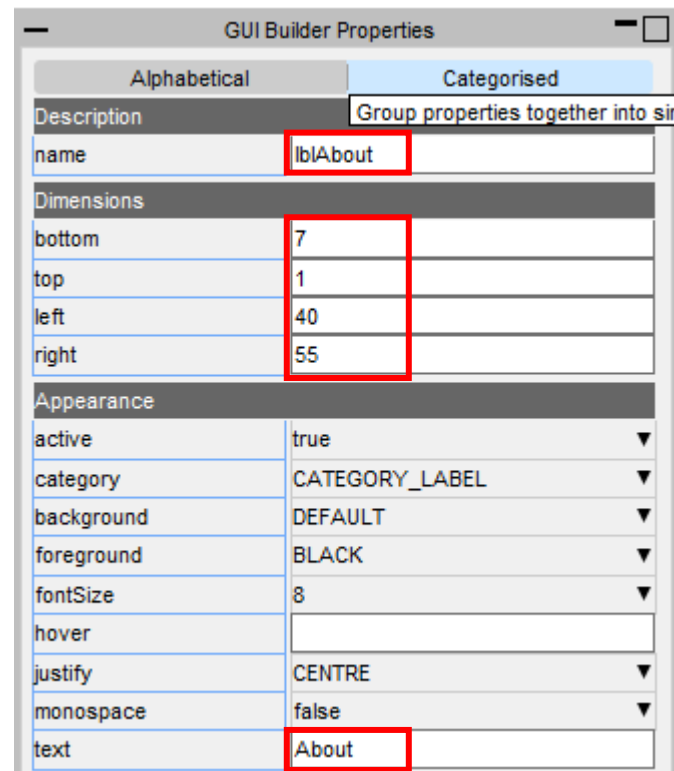 GUI Builder Properties
Alphabetical Categorised
Description Group properties together into sir
name lblAbout
Dimensions
bottom 7
top 1
left 40
right 55
Appearance
active true
category CATEGORY_LABEL
background DEFAULT
foreground BLACK
fontSize 8
hover
justify CENTRE
monospace false
text About